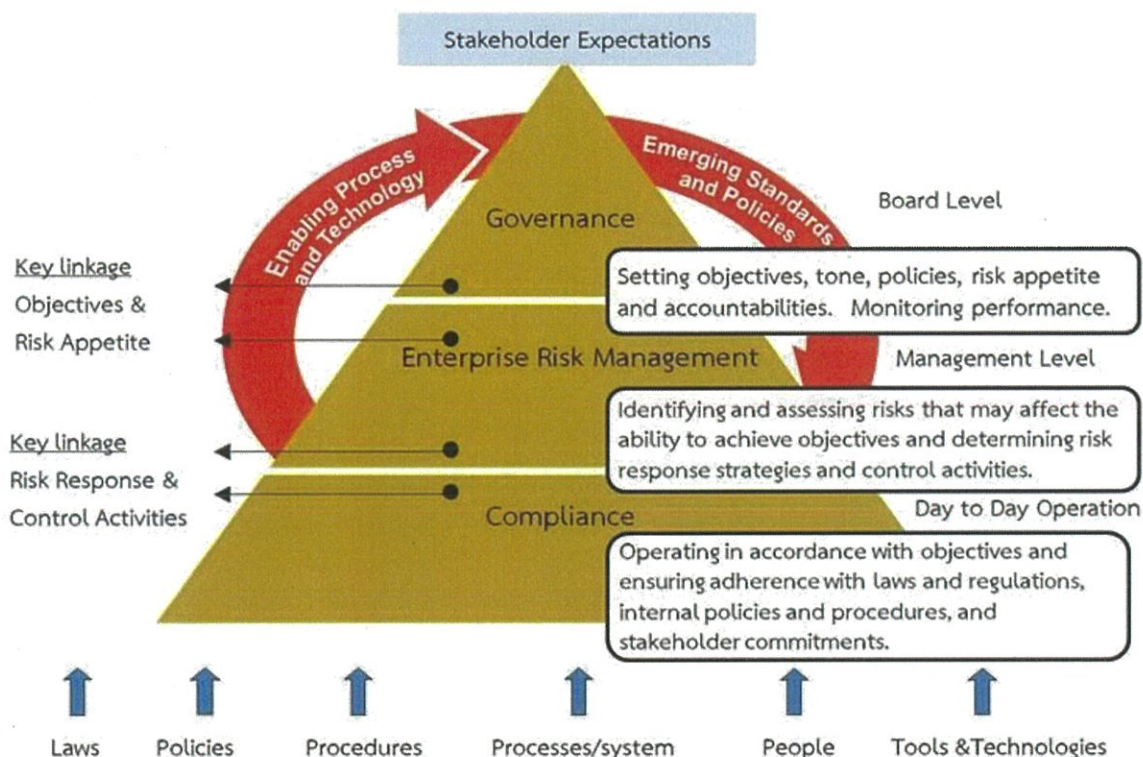 Stakeholder Expectations
Enabling Process
and Technology
Emerging Standards
and Policies
Governance
Board Level
Key linkage
Objectives &
Risk Appetite
Setting objectives, tone, policies, risk appetite
and accountabilities. Monitoring performance.
Enterprise Risk Management
Management Level
Key linkage
Risk Response &
Control Activities
Identifying and assessing risks that may affect the
ability to achieve objectives and determining risk
response strategies and control activities.
Compliance
Day to Day Operation
Operating in accordance with objectives and
ensuring adherence with laws and regulations,
internal policies and procedures, and
stakeholder commitments.
Laws
Policies
Procedures
Processes/system
People
Tools &Technologies